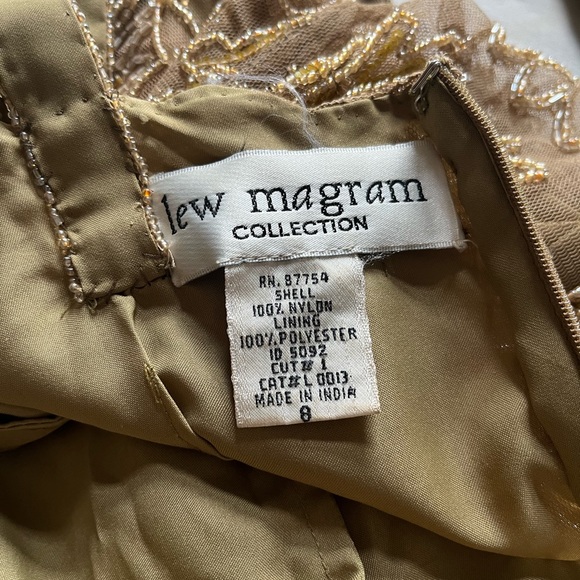 lew magram
COLLECTION
RN. 87754
SHELL
100% NYLON
LINING
100% POLYESTER
ID 5092
CUT# 1
CAT# L 0013
MADE IN INDIA
8